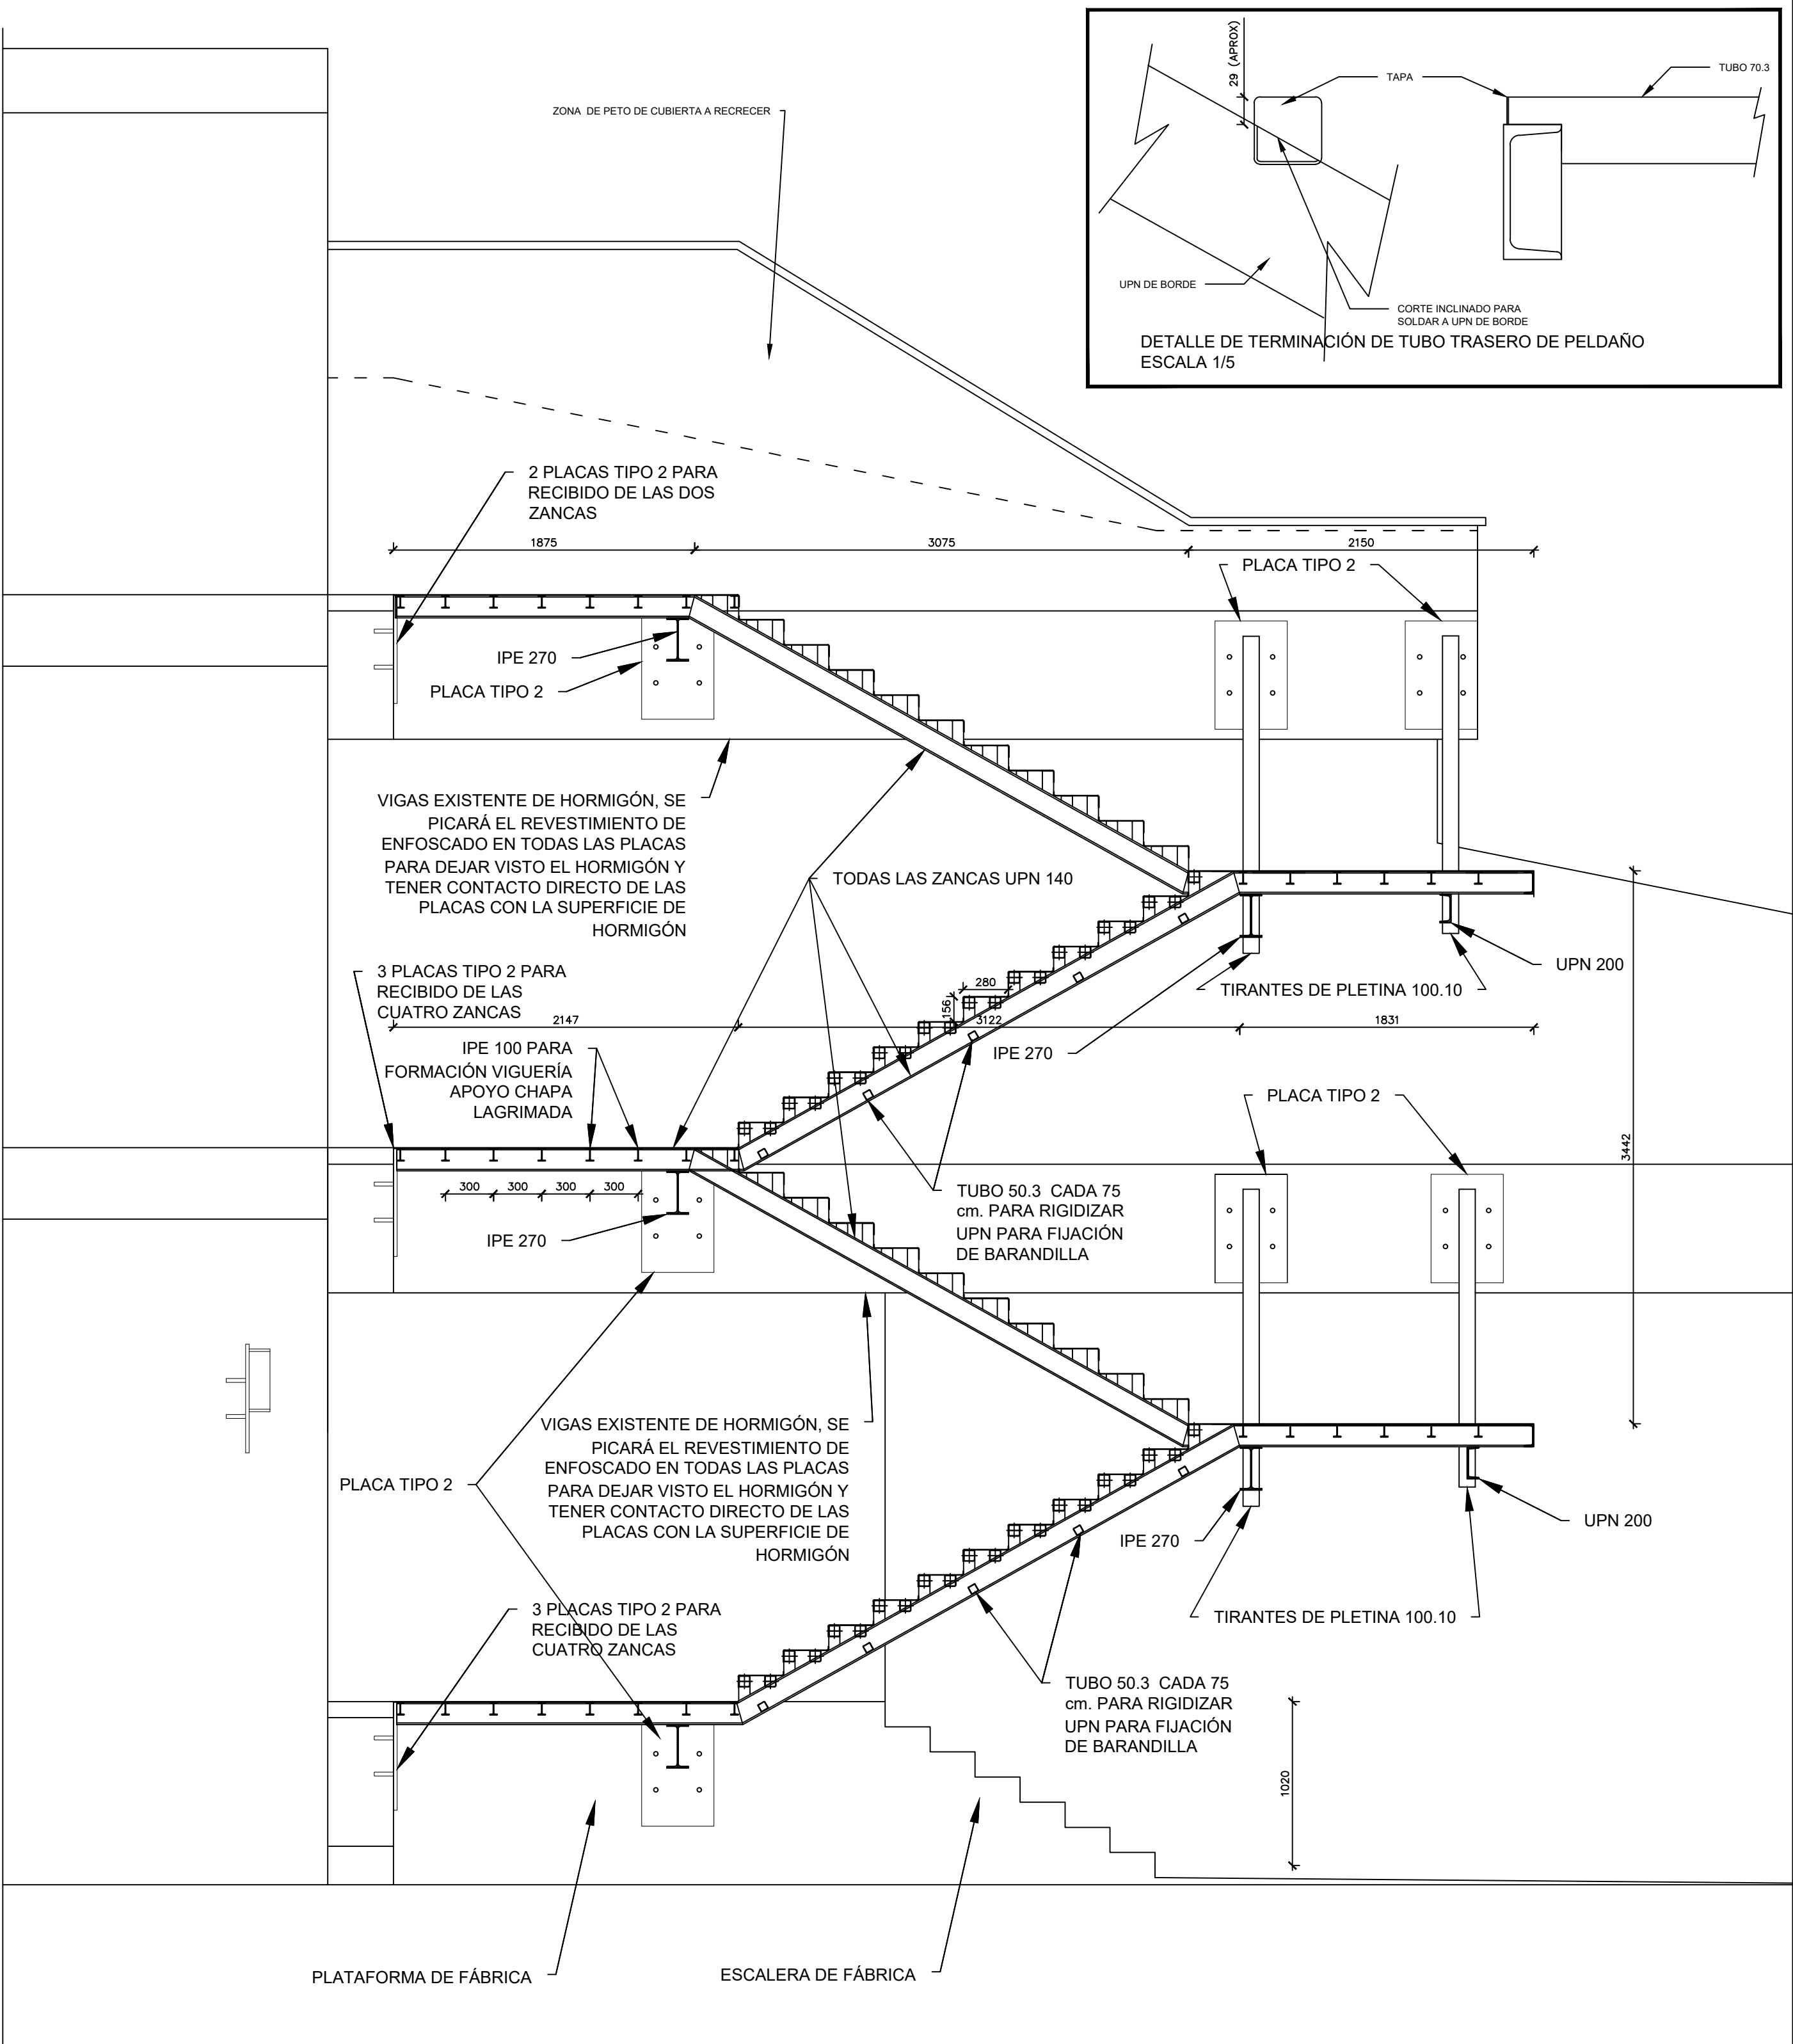 29 (APROX)
TAPA
TUBO 70.3
UPN DE BORDE
CORTE INCLINADO PARA
SOLDAR A UPN DE BORDE
DETALLE DE TERMINACIÓN DE TUBO TRASERO DE PELDAÑO
ESCALA 1/5
ZONA  DE PETO DE CUBIERTA A RECRECER
2 PLACAS TIPO 2 PARA
RECIBIDO DE LAS DOS
ZANCAS
1875
3075
2150
PLACA TIPO 2
IPE 270
PLACA TIPO 2
VIGAS EXISTENTE DE HORMIGÓN, SE
PICARÁ EL REVESTIMIENTO DE
ENFOSCADO EN TODAS LAS PLACAS
PARA DEJAR VISTO EL HORMIGÓN Y
TENER CONTACTO DIRECTO DE LAS
PLACAS CON LA SUPERFICIE DE
HORMIGÓN
TODAS LAS ZANCAS UPN 140
3 PLACAS TIPO 2 PARA
RECIBIDO DE LAS
CUATRO ZANCAS
280
156
UPN 200
TIRANTES DE PLETINA 100.10
2147
3122
1831
IPE 270
IPE 100 PARA
FORMACIÓN VIGUERÍA
APOYO CHAPA
LAGRIMADA
PLACA TIPO 2
3442
300
300
300
300
IPE 270
TUBO 50.3  CADA 75
cm. PARA RIGIDIZAR
UPN PARA FIJACIÓN
DE BARANDILLA
VIGAS EXISTENTE DE HORMIGÓN, SE
PICARÁ EL REVESTIMIENTO DE
ENFOSCADO EN TODAS LAS PLACAS
PARA DEJAR VISTO EL HORMIGÓN Y
TENER CONTACTO DIRECTO DE LAS
PLACAS CON LA SUPERFICIE DE
HORMIGÓN
PLACA TIPO 2
IPE 270
UPN 200
TIRANTES DE PLETINA 100.10
3 PLACAS TIPO 2 PARA
RECIBIDO DE LAS
CUATRO ZANCAS
TUBO 50.3  CADA 75
cm. PARA RIGIDIZAR
UPN PARA FIJACIÓN
DE BARANDILLA
1020
PLATAFORMA DE FÁBRICA
ESCALERA DE FÁBRICA